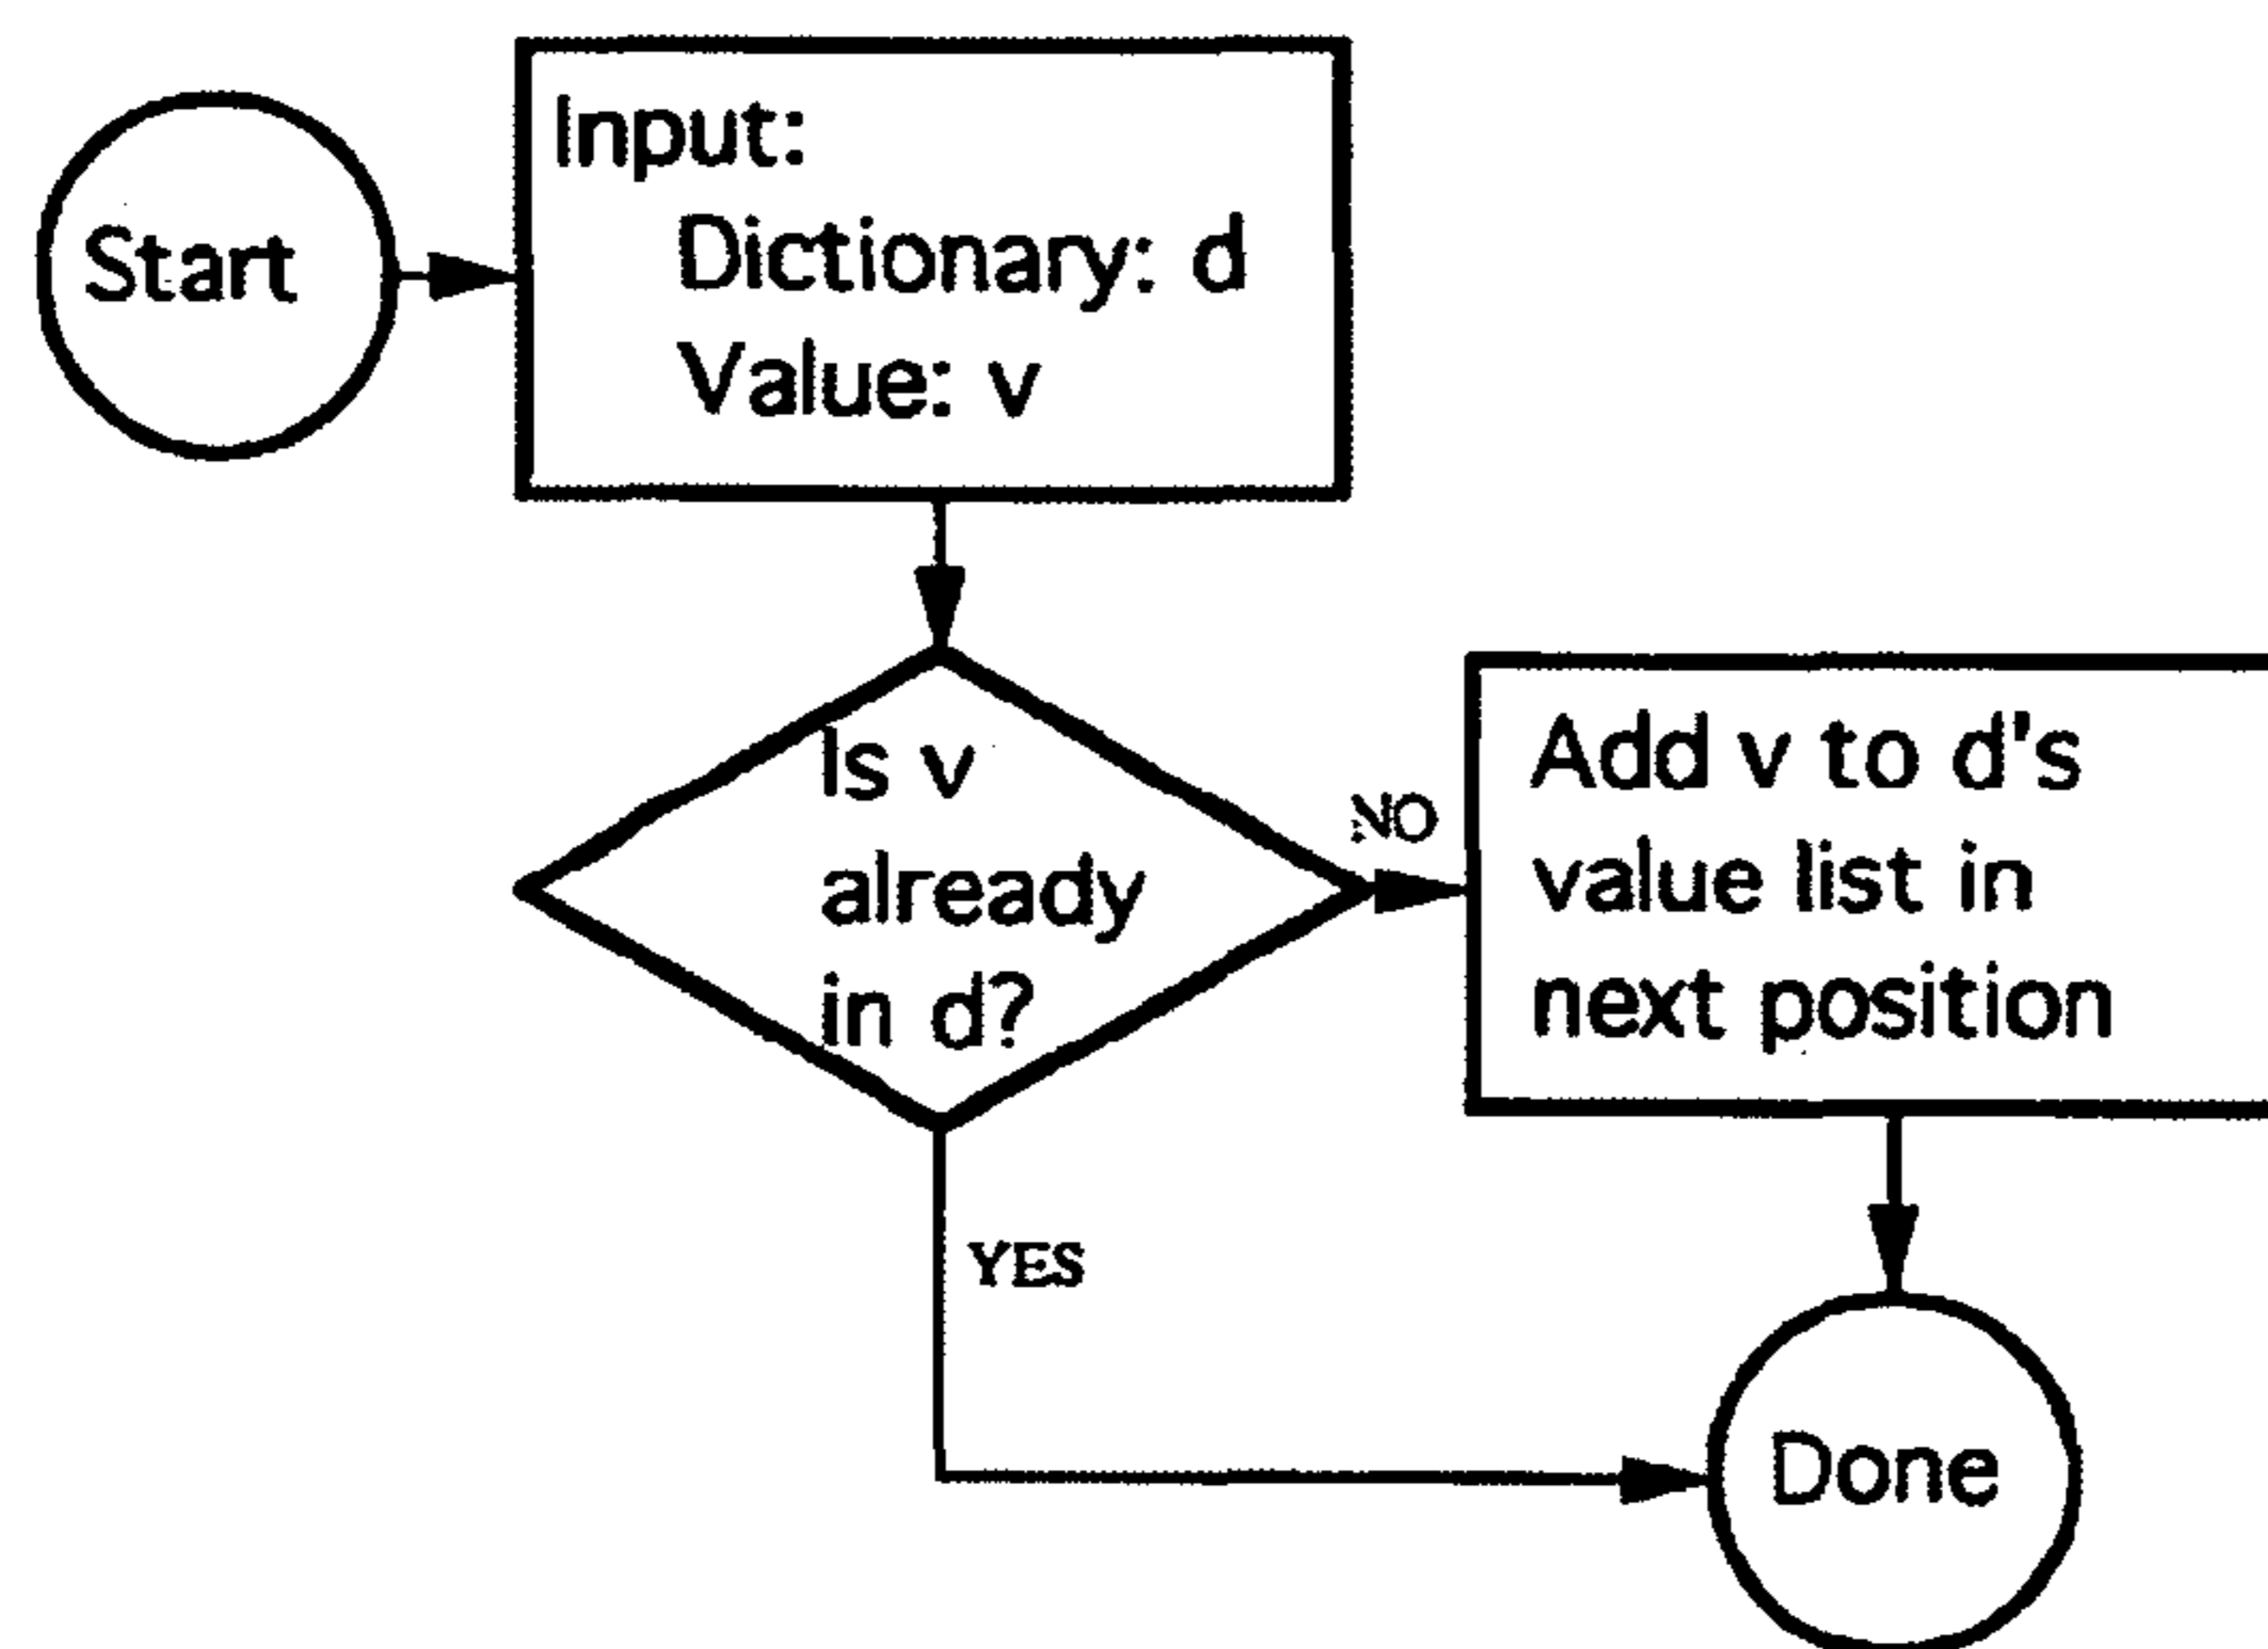 Start
Input:
Dictionary: d
Value: v
Is v
already
in d?
NO
Add v to d's
value list in
next position
YES
Done